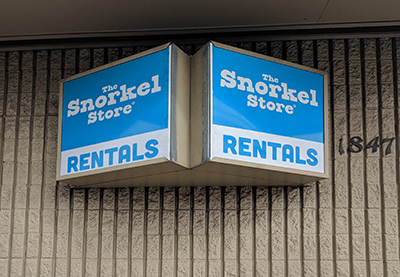 The
Snorkel
Store
RENTALS
The
Snorkel
Store
RENTALS
1847